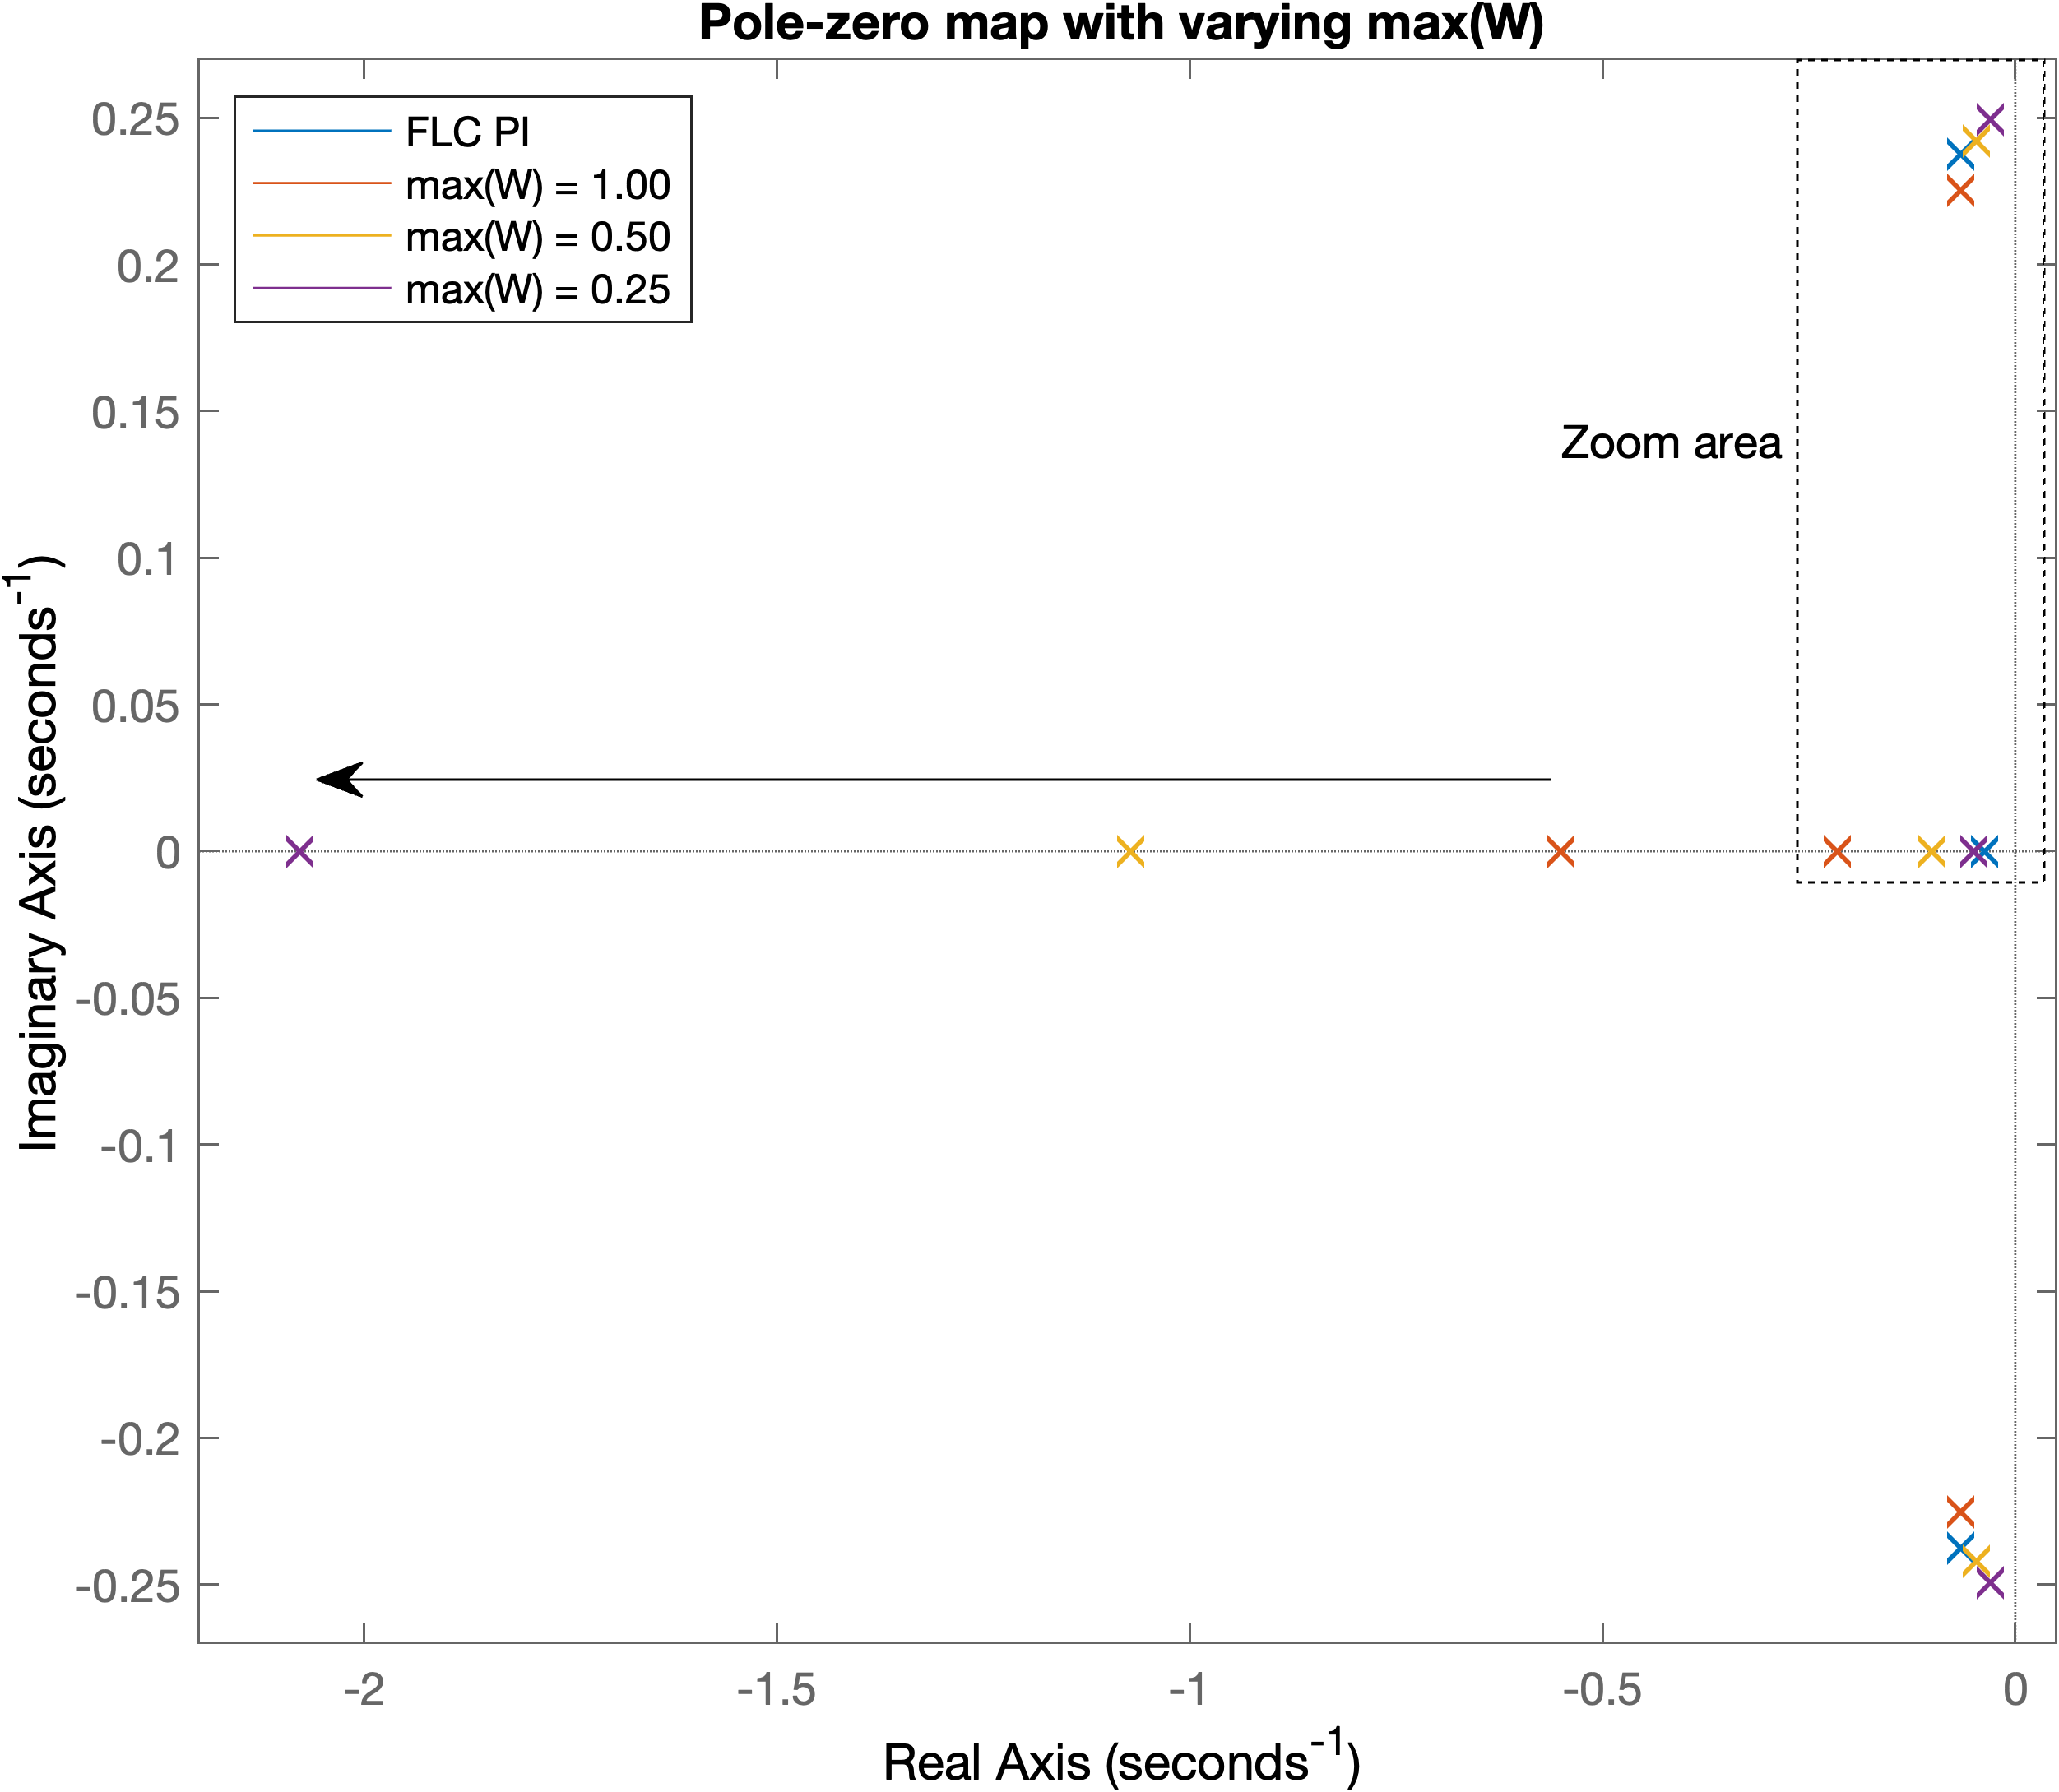 Pole-zero map with varying max(W)
FLC PI
max(W) = 1.00
max(W) = 0.50
max(W) = 0.25
Zoom area
0.25
0.2
0.15
0.1
0.05
0
-0.05
-0.1
-0.15
-0.2
-0.25
Imaginary Axis (seconds⁻¹)
-2
-1.5
-1
-0.5
0
Real Axis (seconds⁻¹)